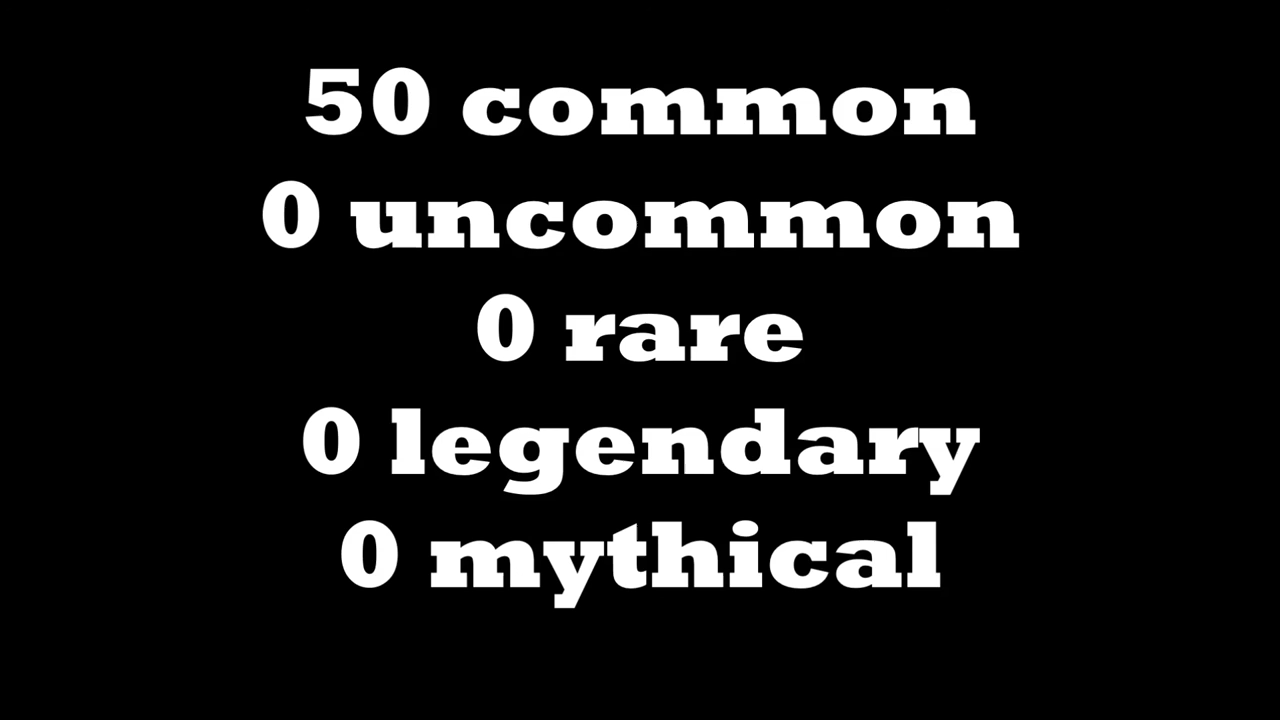 50 common
0 uncommon
0 rare
0 legendary
0 mythical